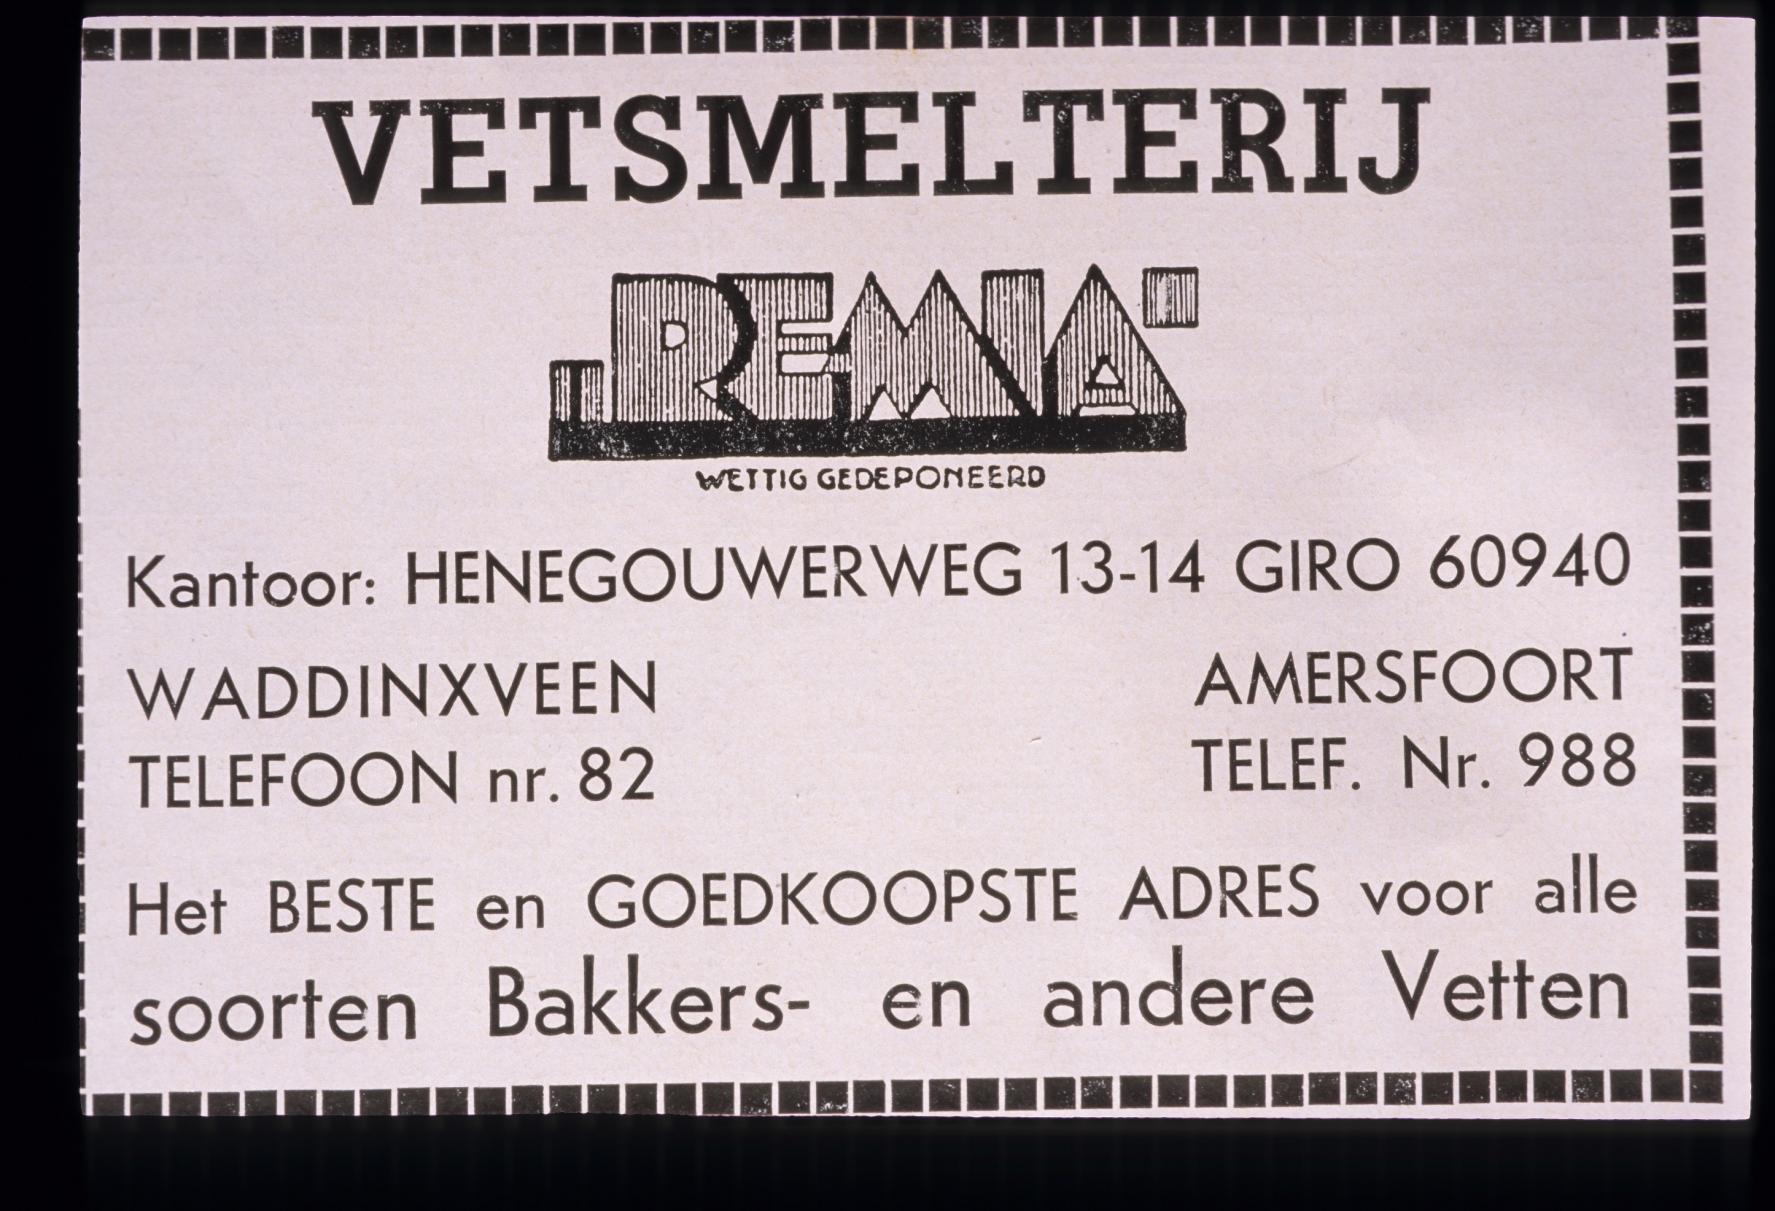 VETSMELTERIJ
„REMIA"
WETTIG GEDEPONEERD
Kantoor: HENEGOUWERWEG 13-14 GIRO 60940
WADDINXVEEN AMERSFOORT
TELEFOON nr. 82 TELEF. Nr. 988
Het BESTE en GOEDKOOPSTE ADRES voor alle
soorten Bakkers- en andere Vetten